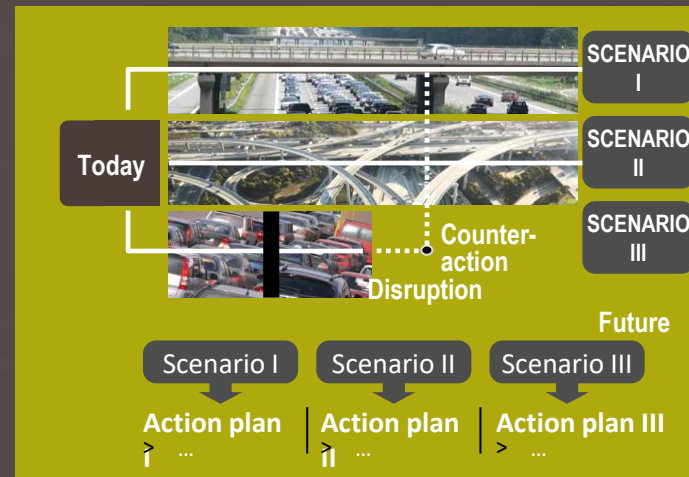 SCENARIO
I
SCENARIO
II
Today
SCENARIO
III
Counter-
action
Disruption
Future
Scenario I
Scenario II
Scenario III
Action plan
I
> ...
Action plan
II
> ...
Action plan III
> ...